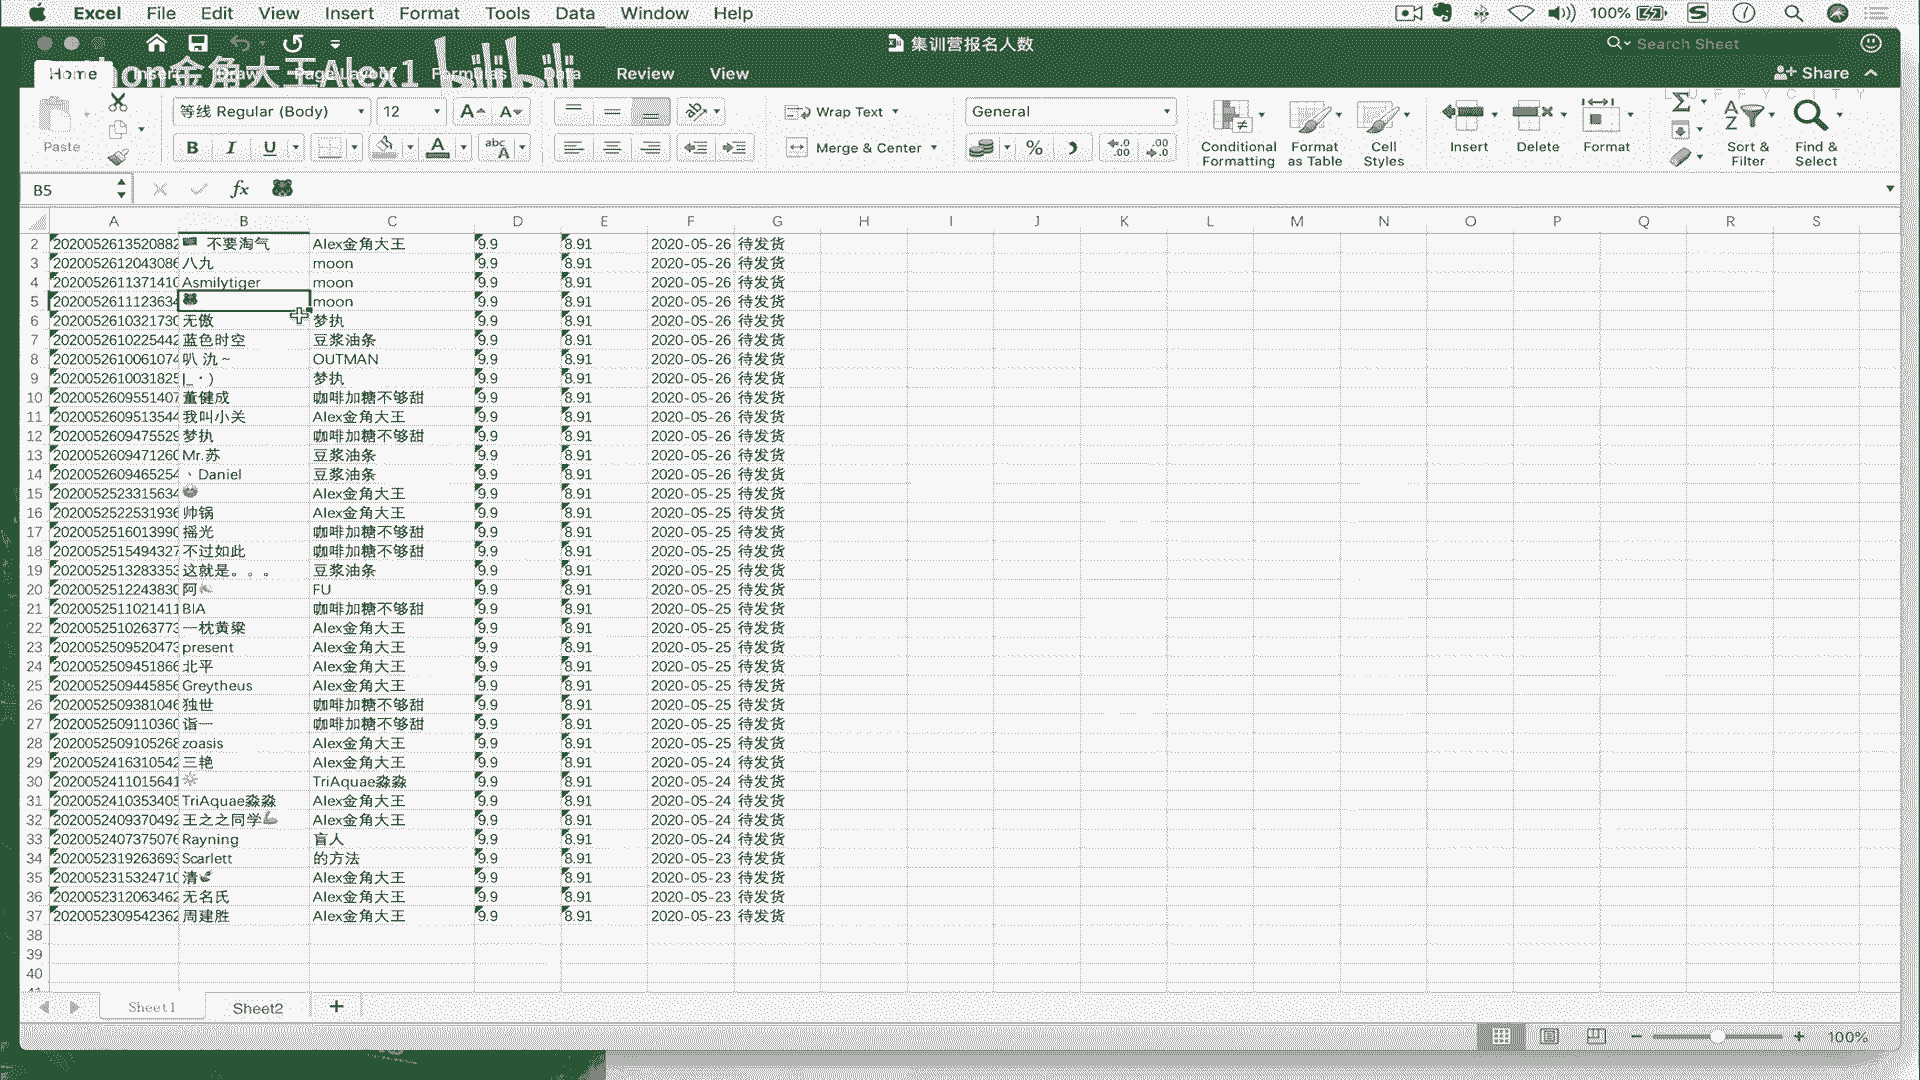 Excel File Edit View Insert Format Tools Data Window Help 100%
集训营报名人数 Search Sheet
hon金角大王Alex1 bilibili
Home Insert Draw Page Layout Formulas Data Review View Share
等线 Regular (Body) 12 Wrap Text General
Paste B I U Merge & Center % Conditional Formatting Format as Table Cell Styles Insert Delete Format Sort & Filter Find & Select
B5 fx
A B C D E F G H I J K L M N O P Q R S
2 2020052613520882 不要淘气 Alex金角大王 9.9 8.91 2020-05-26 待发货
3 2020052612043086 八九 moon 9.9 8.91 2020-05-26 待发货
4 2020052611371410 Asmilytiger moon 9.9 8.91 2020-05-26 待发货
5 2020052611123634 moon 9.9 8.91 2020-05-26 待发货
6 2020052610321730 无傲 梦执 9.9 8.91 2020-05-26 待发货
7 2020052610225442 蓝色时空 豆浆油条 9.9 8.91 2020-05-26 待发货
8 2020052610061074 叭 氿 ~ OUTMAN 9.9 8.91 2020-05-26 待发货
9 2020052610031825 |_・) 梦执 9.9 8.91 2020-05-26 待发货
10 2020052609551407 董健成 咖啡加糖不够甜 9.9 8.91 2020-05-26 待发货
11 2020052609513544 我叫小关 Alex金角大王 9.9 8.91 2020-05-26 待发货
12 2020052609475529 梦执 咖啡加糖不够甜 9.9 8.91 2020-05-26 待发货
13 2020052609471260 Mr.苏 豆浆油条 9.9 8.91 2020-05-26 待发货
14 2020052609465254 、Daniel 豆浆油条 9.9 8.91 2020-05-26 待发货
15 2020052523315634 Alex金角大王 9.9 8.91 2020-05-25 待发货
16 2020052522531936 帅锅 Alex金角大王 9.9 8.91 2020-05-25 待发货
17 2020052516013990 摇光 咖啡加糖不够甜 9.9 8.91 2020-05-25 待发货
18 2020052515494327 不过如此 咖啡加糖不够甜 9.9 8.91 2020-05-25 待发货
19 2020052513283353 这就是。。。 豆浆油条 9.9 8.91 2020-05-25 待发货
20 2020052512243830 阿 FU 9.9 8.91 2020-05-25 待发货
21 2020052511021411 BIA 咖啡加糖不够甜 9.9 8.91 2020-05-25 待发货
22 2020052510263773 一枕黄粱 Alex金角大王 9.9 8.91 2020-05-25 待发货
23 2020052509520473 present Alex金角大王 9.9 8.91 2020-05-25 待发货
24 2020052509451866 北平 Alex金角大王 9.9 8.91 2020-05-25 待发货
25 2020052509445856 Greytheus Alex金角大王 9.9 8.91 2020-05-25 待发货
26 2020052509381046 独世 咖啡加糖不够甜 9.9 8.91 2020-05-25 待发货
27 2020052509110360 诣一 咖啡加糖不够甜 9.9 8.91 2020-05-25 待发货
28 2020052509105268 zoasis Alex金角大王 9.9 8.91 2020-05-25 待发货
29 2020052416310542 三艳 Alex金角大王 9.9 8.91 2020-05-24 待发货
30 2020052411015641 TriAquae淼淼 9.9 8.91 2020-05-24 待发货
31 2020052410353405 TriAquae淼淼 Alex金角大王 9.9 8.91 2020-05-24 待发货
32 2020052409370492 王之之同学 Alex金角大王 9.9 8.91 2020-05-24 待发货
33 2020052407375076 Rayning 盲人 9.9 8.91 2020-05-24 待发货
34 2020052319263693 Scarlett 的方法 9.9 8.91 2020-05-23 待发货
35 2020052315324710 清 Alex金角大王 9.9 8.91 2020-05-23 待发货
36 2020052312063462 无名氏 Alex金角大王 9.9 8.91 2020-05-23 待发货
37 2020052309542362 周建胜 Alex金角大王 9.9 8.91 2020-05-23 待发货
38
39
40
Sheet1 Sheet2 +
100%